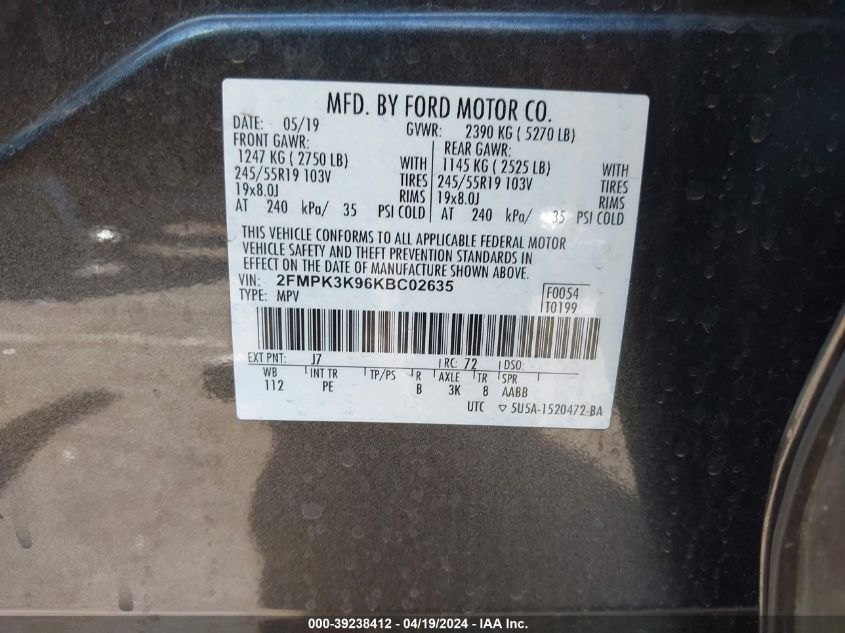 MFD. BY FORD MOTOR CO.
DATE: 05/19 GVWR: 2390 KG ( 5270 LB)
FRONT GAWR: REAR GAWR:
1247 KG ( 2750 LB) WITH 1145 KG ( 2525 LB) WITH
245/55R19 103V TIRES 245/55R19 103V TIRES
19x8.0J RIMS 19x8.0J RIMS
AT 240 kPa/ 35 PSI COLD AT 240 kPa/ 35 PSI COLD
THIS VEHICLE CONFORMS TO ALL APPLICABLE FEDERAL MOTOR
VEHICLE SAFETY AND THEFT PREVENTION STANDARDS IN
EFFECT ON THE DATE OF MANUFACTURE SHOWN ABOVE.
VIN: 2FMPK3K96KBC02635
TYPE: MPV
F0054
T0199
EXT PNT: J7 RC: 72 DSO:
WB INT TR TP/PS R AXLE TR SPR
112 PE B 3K 8 AABB
UTC ▽ 5U5A-1520472-BA
000-39238412 - 04/19/2024 - IAA Inc.